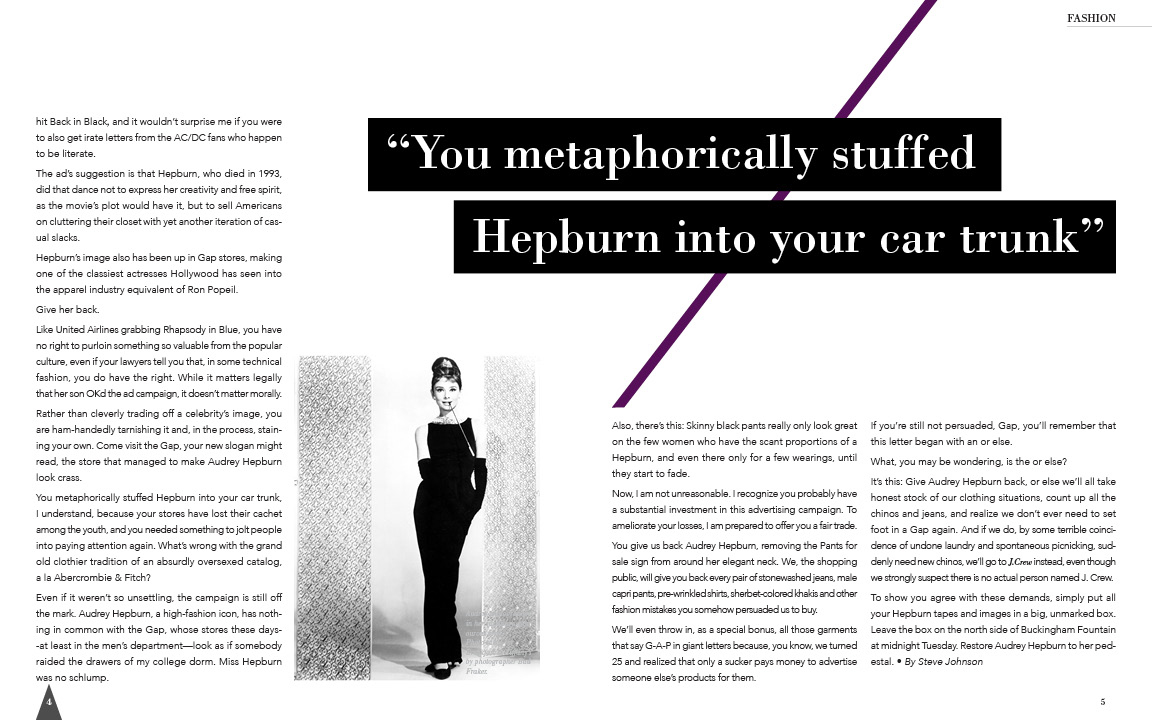 FASHION
hit Back in Black, and it wouldn't surprise me if you were
to also get irate letters from the AC/DC fans who happen
to be literate.
The ad's suggestion is that Hepburn, who died in 1993,
did that dance not to express her creativity and free spirit,
as the movie's plot would have it, but to sell Americans
on cluttering their closet with yet another iteration of cas-
ual slacks.
Hepburn's image also has been up in Gap stores, making
one of the classiest actresses Hollywood has seen into
the apparel industry equivalent of Ron Popeil.
Give her back.
Like United Airlines grabbing Rhapsody in Blue, you have
no right to purloin something so valuable from the popular
culture, even if your lawyers tell you that, in some technical
fashion, you do have the right. While it matters legally
that her son OKd the ad campaign, it doesn't matter morally.
Rather than cleverly trading off a celebrity's image, you
are ham-handedly tarnishing it and, in the process, stain-
ing your own. Come visit the Gap, your new slogan might
read, the store that managed to make Audrey Hepburn
look crass.
You metaphorically stuffed Hepburn into your car trunk,
I understand, because your stores have lost their cachet
among the youth, and you needed something to jolt people
into paying attention again. What's wrong with the grand
old clothier tradition of an absurdly oversexed catalog,
a la Abercrombie & Fitch?
Even if it weren't so unsettling, the campaign is still off
the mark. Audrey Hepburn, a high-fashion icon, has noth-
ing in common with the Gap, whose stores these days-
-at least in the men's department—look as if somebody
raided the drawers of my college dorm. Miss Hepburn
was no schlump.
4
“You metaphorically stuffed
Hepburn into your car trunk”
by photographer
Frakes
Also, there's this: Skinny black pants really only look great
on the few women who have the scant proportions of a
Hepburn, and even there only for a few wearings, until
they start to fade.
Now, I am not unreasonable. I recognize you probably have
a substantial investment in this advertising campaign. To
ameliorate your losses, I am prepared to offer you a fair trade.
You give us back Audrey Hepburn, removing the Pants for
sale sign from around her elegant neck. We, the shopping
public, will give you back every pair of stonewashed jeans, male
capri pants, pre-wrinkled shirts, sherbet-colored khakis and other
fashion mistakes you somehow persuaded us to buy.
We'll even throw in, as a special bonus, all those garments
that say G-A-P in giant letters because, you know, we turned
25 and realized that only a sucker pays money to advertise
someone else's products for them.
If you're still not persuaded, Gap, you'll remember that
this letter began with an or else.
What, you may be wondering, is the or else?
It's this: Give Audrey Hepburn back, or else we'll all take
honest stock of our clothing situations, count up all the
chinos and jeans, and realize we don't ever need to set
foot in a Gap again. And if we do, by some terrible coinci-
dence of undone laundry and spontaneous picnicking, sud-
denly need new chinos, we'll go to J.Crew instead, even though
we strongly suspect there is no actual person named J. Crew.
To show you agree with these demands, simply put all
your Hepburn tapes and images in a big, unmarked box.
Leave the box on the north side of Buckingham Fountain
at midnight Tuesday. Restore Audrey Hepburn to her ped-
estal. • By Steve Johnson
5